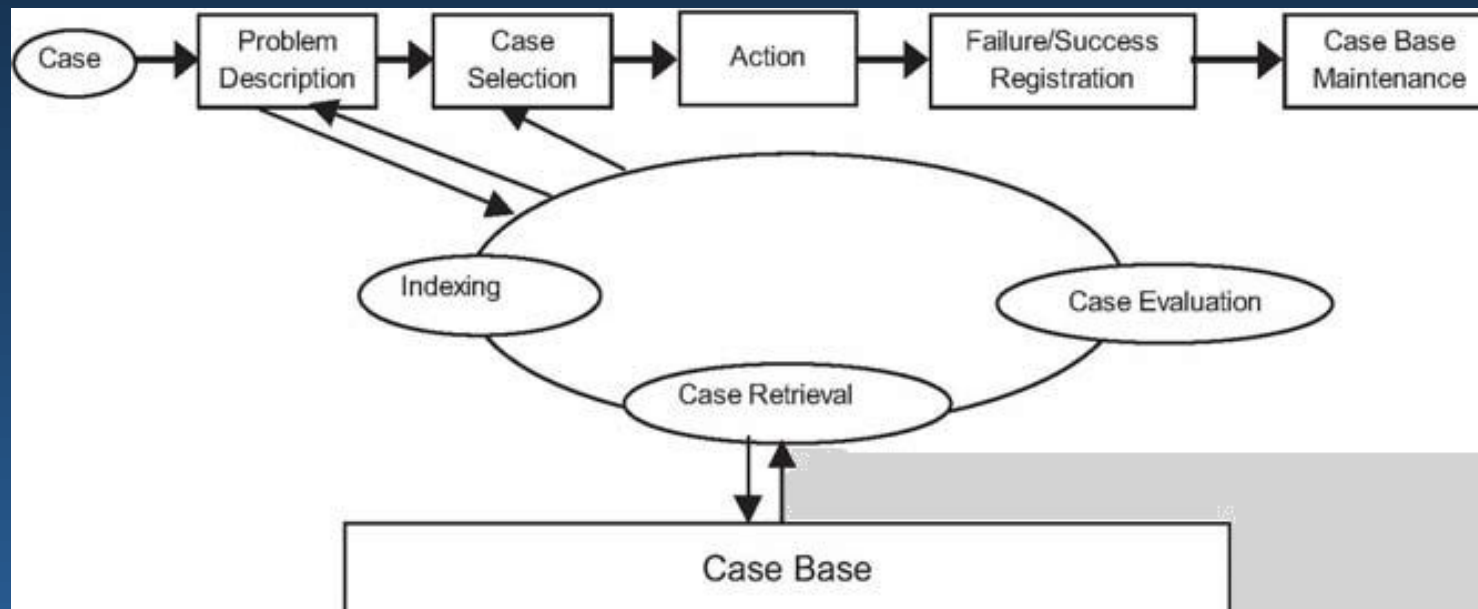 Case
Problem
Description
Case
Selection
Action
Failure/Success
Registration
Case Base
Maintenance
Indexing
Case Evaluation
Case Retrieval
Case Base